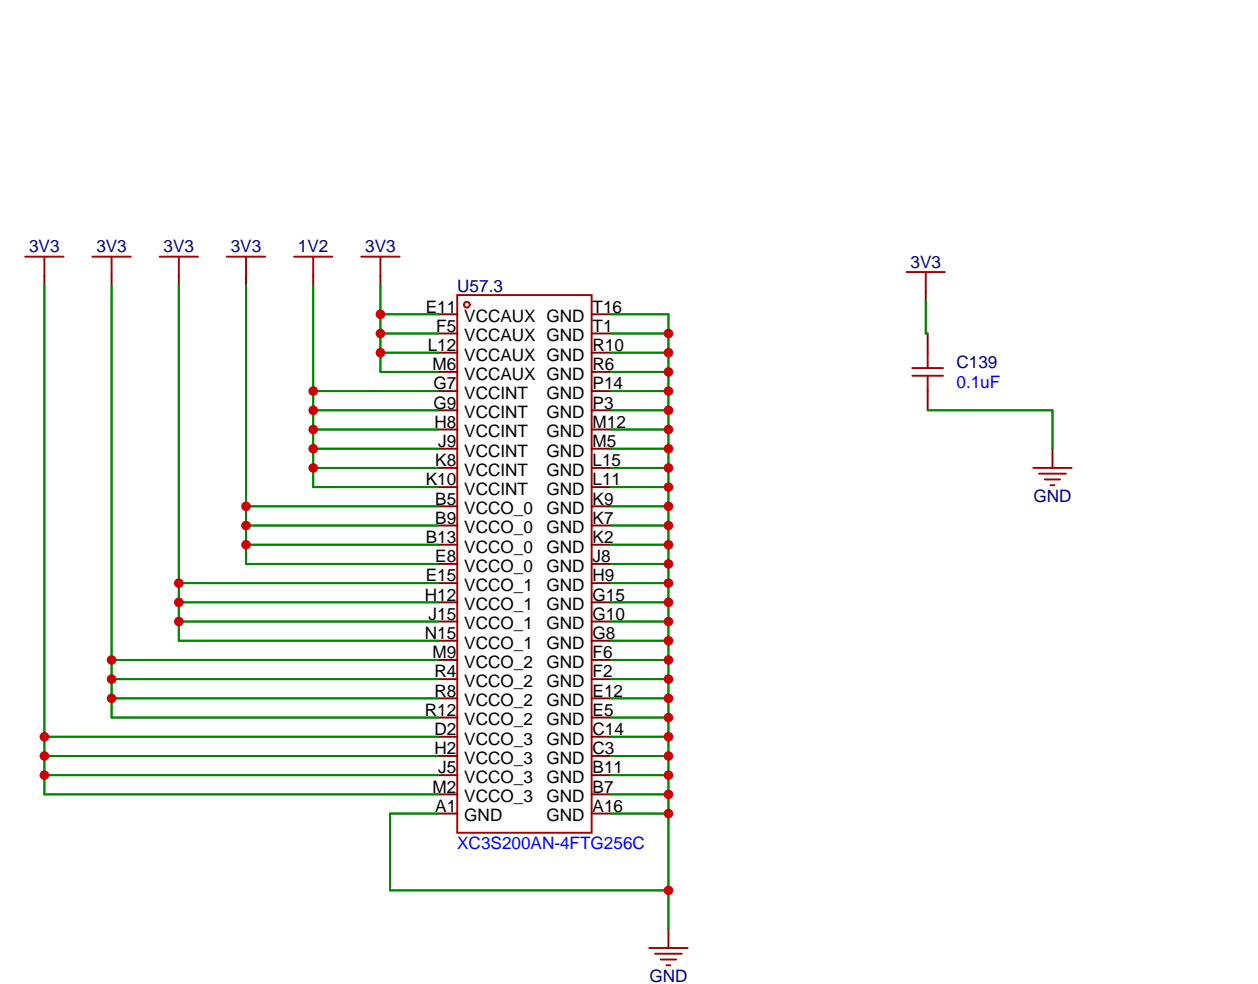 3V3 3V3 3V3 3V3 1V2 3V3
3V3
U57.3
E11 VCCAUX GND T16
F5 VCCAUX GND T1
L12 VCCAUX GND R10
M6 VCCAUX GND R6
G7 VCCINT GND P14
G9 VCCINT GND P3
H8 VCCINT GND M12
J9 VCCINT GND M5
K8 VCCINT GND L15
K10 VCCINT GND L11
B5 VCCO_0 GND K9
B9 VCCO_0 GND K7
B13 VCCO_0 GND K2
E8 VCCO_0 GND J8
E15 VCCO_1 GND H9
H12 VCCO_1 GND G15
J15 VCCO_1 GND G10
N15 VCCO_1 GND G8
M9 VCCO_2 GND F6
R4 VCCO_2 GND F2
R8 VCCO_2 GND E12
R12 VCCO_2 GND E5
D2 VCCO_3 GND C14
H2 VCCO_3 GND C3
J5 VCCO_3 GND B11
M2 VCCO_3 GND B7
A1 GND GND A16
XC3S200AN-4FTG256C
GND
C139
0.1uF
GND